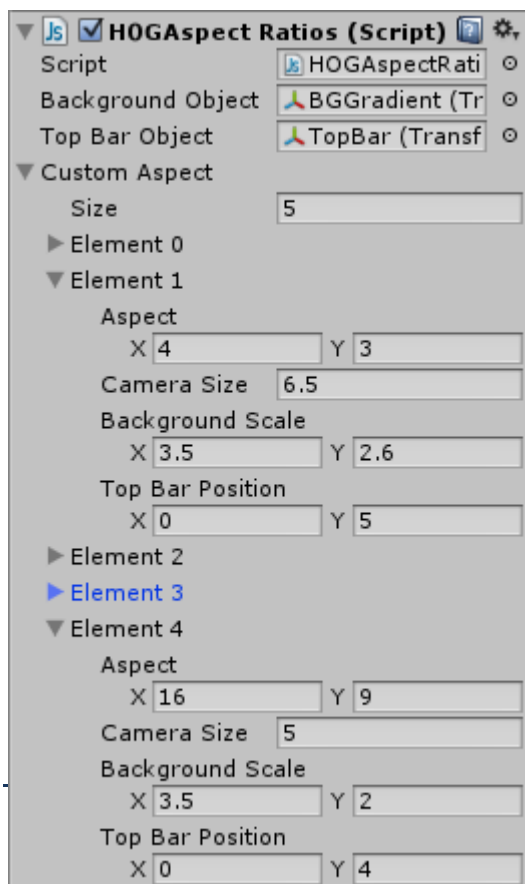 HOGAspect Ratios (Script)
Script HOGAspectRati
Background Object BGGradient (Tr
Top Bar Object TopBar (Transf
Custom Aspect
Size 5
Element 0
Element 1
Aspect
X 4 Y 3
Camera Size 6.5
Background Scale
X 3.5 Y 2.6
Top Bar Position
X 0 Y 5
Element 2
Element 3
Element 4
Aspect
X 16 Y 9
Camera Size 5
Background Scale
X 3.5 Y 2
Top Bar Position
X 0 Y 4